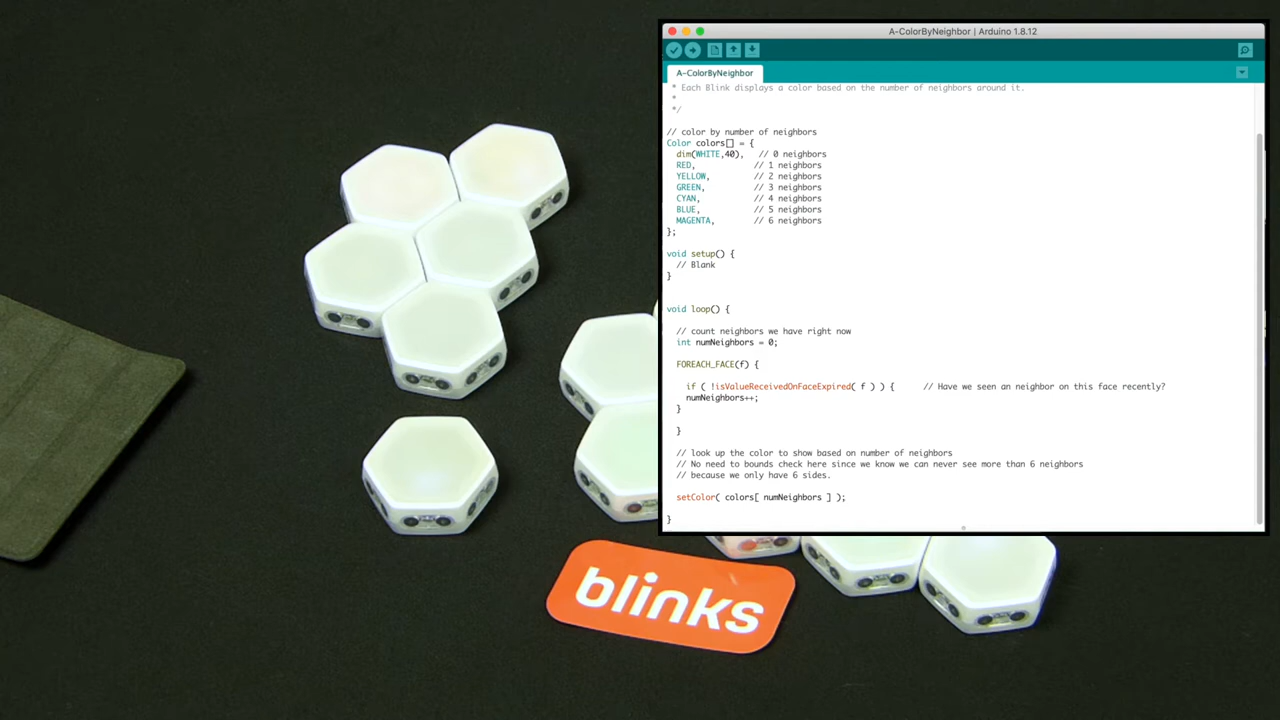 A-ColorByNeighbor | Arduino 1.8.12
A-ColorByNeighbor
* Each Blink displays a color based on the number of neighbors around it.
*
*/
// color by number of neighbors
Color colors[] = {
dim(WHITE,40), // 0 neighbors
RED, // 1 neighbors
YELLOW, // 2 neighbors
GREEN, // 3 neighbors
CYAN, // 4 neighbors
BLUE, // 5 neighbors
MAGENTA, // 6 neighbors
};
void setup() {
// Blank
}
void loop() {
// count neighbors we have right now
int numNeighbors = 0;
FOREACH_FACE(f) {
if ( !isValueReceivedOnFaceExpired( f ) ) { // Have we seen an neighbor on this face recently?
numNeighbors++;
}
}
// look up the color to show based on number of neighbors
// No need to bounds check here since we know we can never see more than 6 neighbors
// because we only have 6 sides.
setColor( colors[ numNeighbors ] );
}
blinks